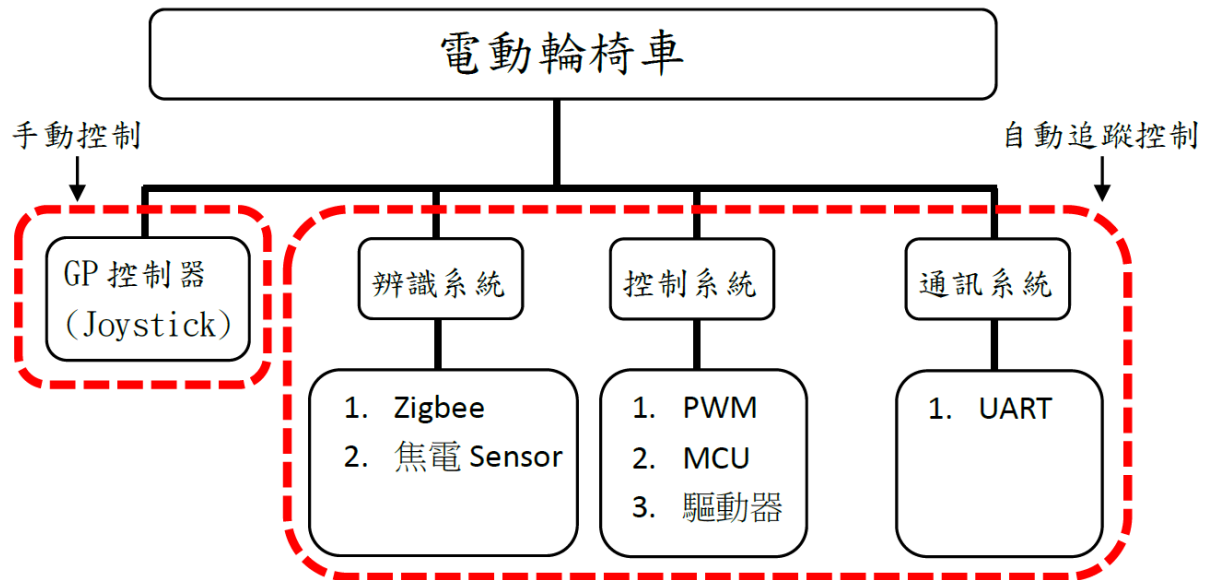 電動輪椅車
手動控制
自動追蹤控制
GP 控制器
(Joystick)
辨識系統
控制系統
通訊系統
1. Zigbee
2. 焦電 Sensor
1. PWM
2. MCU
3. 驅動器
1. UART